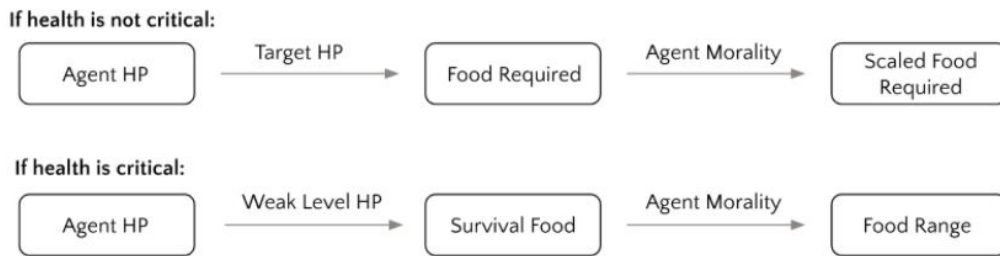 If health is not critical:
Agent HP
Target HP
Food Required
Agent Morality
Scaled Food
Required
If health is critical:
Agent HP
Weak Level HP
Survival Food
Agent Morality
Food Range